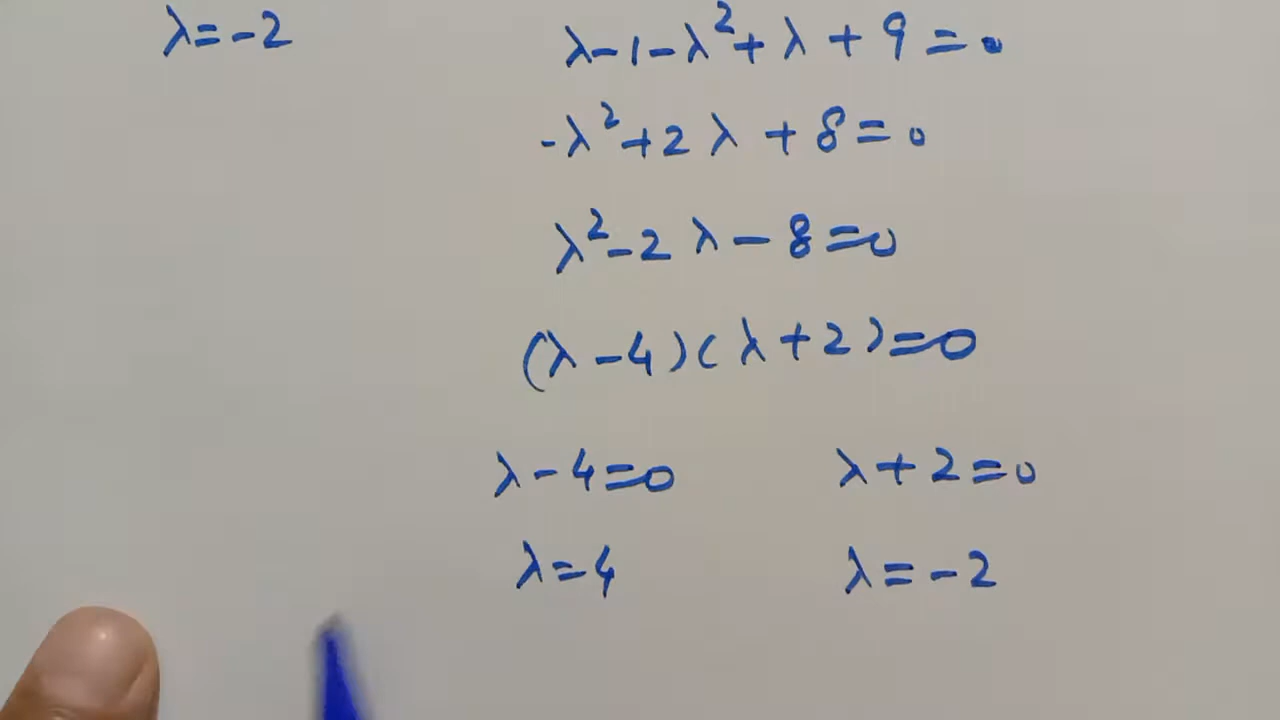 λ=-2
λ-1-λ²+λ+9=0
-λ²+2λ+8=0
λ²-2λ-8=0
(λ-4)(λ+2)=0
λ-4=0 λ+2=0
λ=4 λ=-2